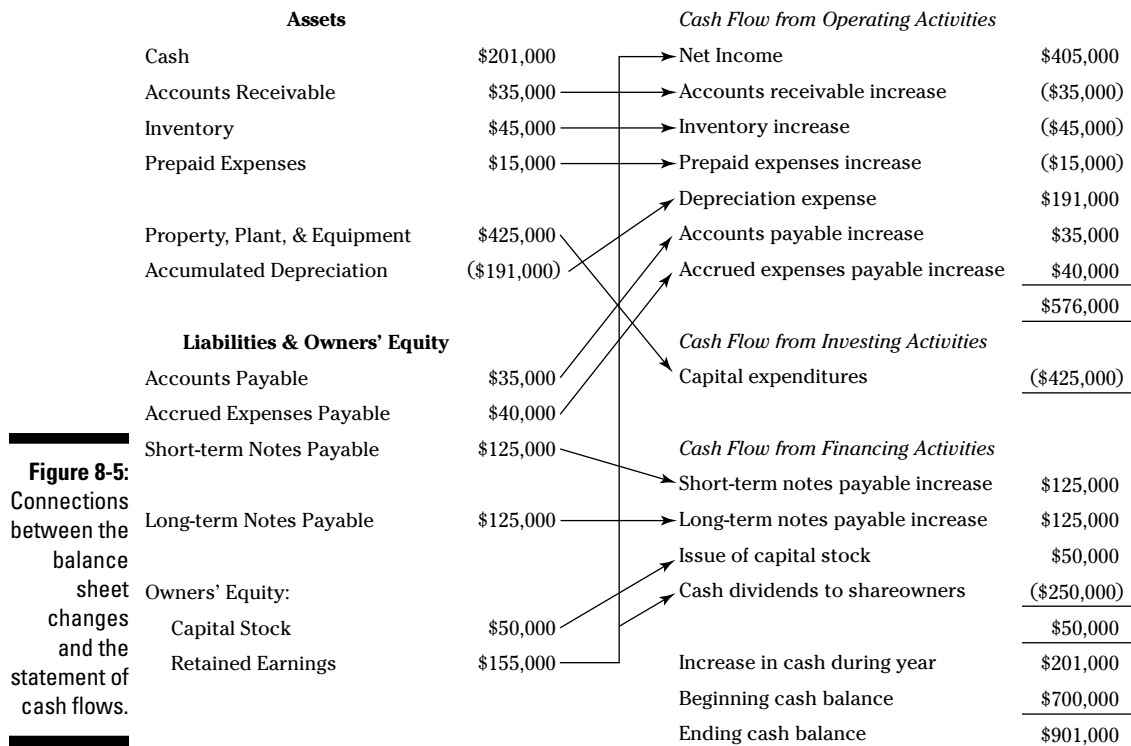 Assets
Cash $201,000
Accounts Receivable $35,000
Inventory $45,000
Prepaid Expenses $15,000
Property, Plant, & Equipment $425,000
Accumulated Depreciation ($191,000)
Liabilities & Owners’ Equity
Accounts Payable $35,000
Accrued Expenses Payable $40,000
Short-term Notes Payable $125,000
Long-term Notes Payable $125,000
Owners’ Equity:
Capital Stock $50,000
Retained Earnings $155,000
Cash Flow from Operating Activities
Net Income $405,000
Accounts receivable increase ($35,000)
Inventory increase ($45,000)
Prepaid expenses increase ($15,000)
Depreciation expense $191,000
Accounts payable increase $35,000
Accrued expenses payable increase $40,000
$576,000
Cash Flow from Investing Activities
Capital expenditures ($425,000)
Cash Flow from Financing Activities
Short-term notes payable increase $125,000
Long-term notes payable increase $125,000
Issue of capital stock $50,000
Cash dividends to shareowners ($250,000)
$50,000
Increase in cash during year $201,000
Beginning cash balance $700,000
Ending cash balance $901,000
Figure 8-5:
Connections
between the
balance
sheet
changes
and the
statement of
cash flows.